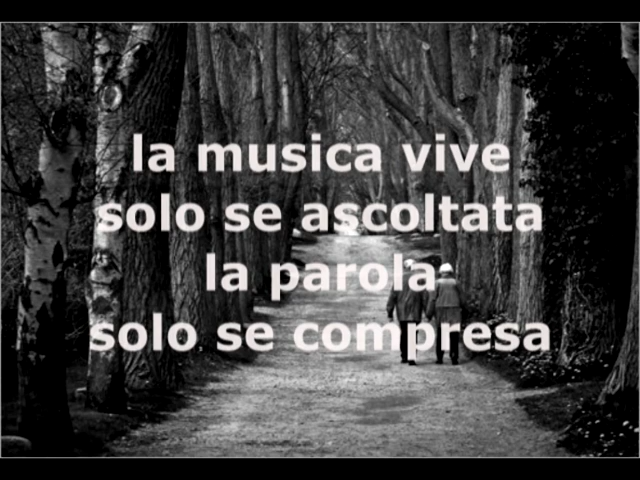 la musica vive
solo se ascoltata
la parola
solo se compresa